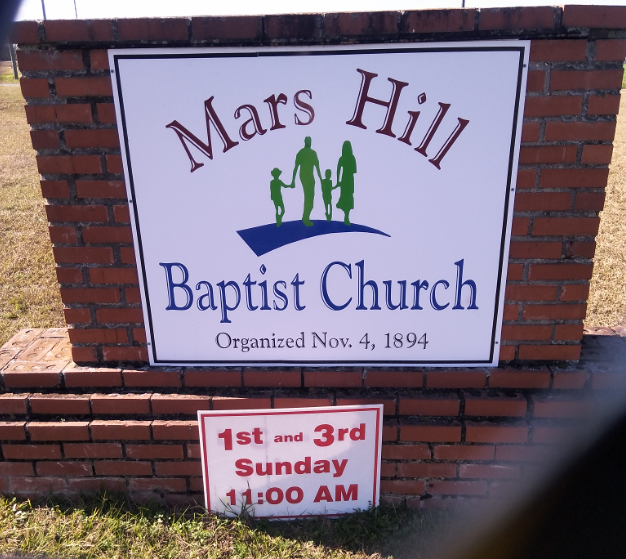 Mars Hill
Baptist Church
Organized Nov. 4, 1894
1st and 3rd
Sunday
11:00 AM